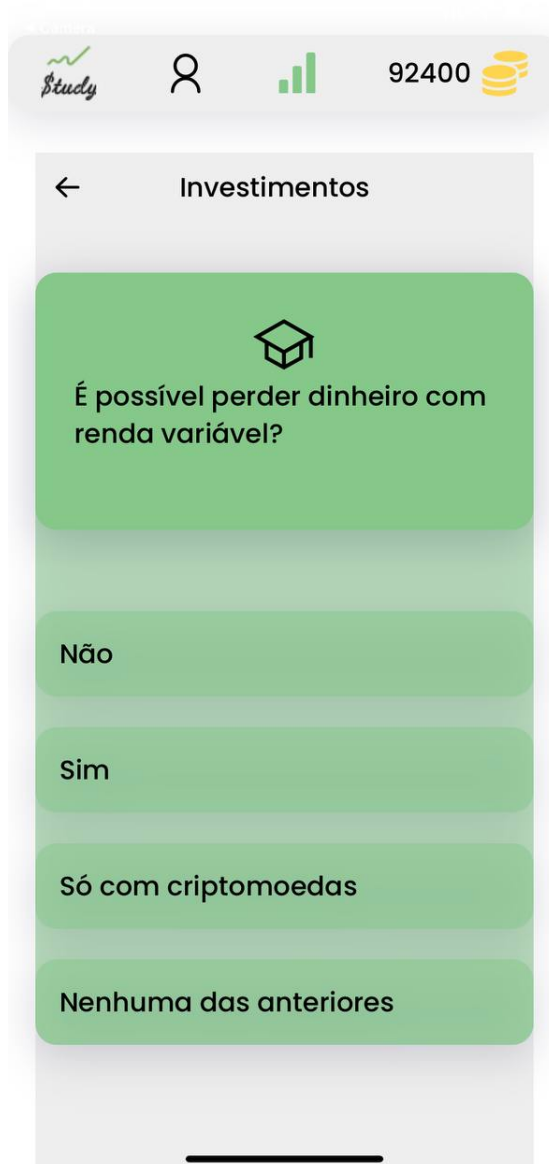 $tudy
92400
Investimentos
É possível perder dinheiro com
renda variável?
Não
Sim
Só com criptomoedas
Nenhuma das anteriores